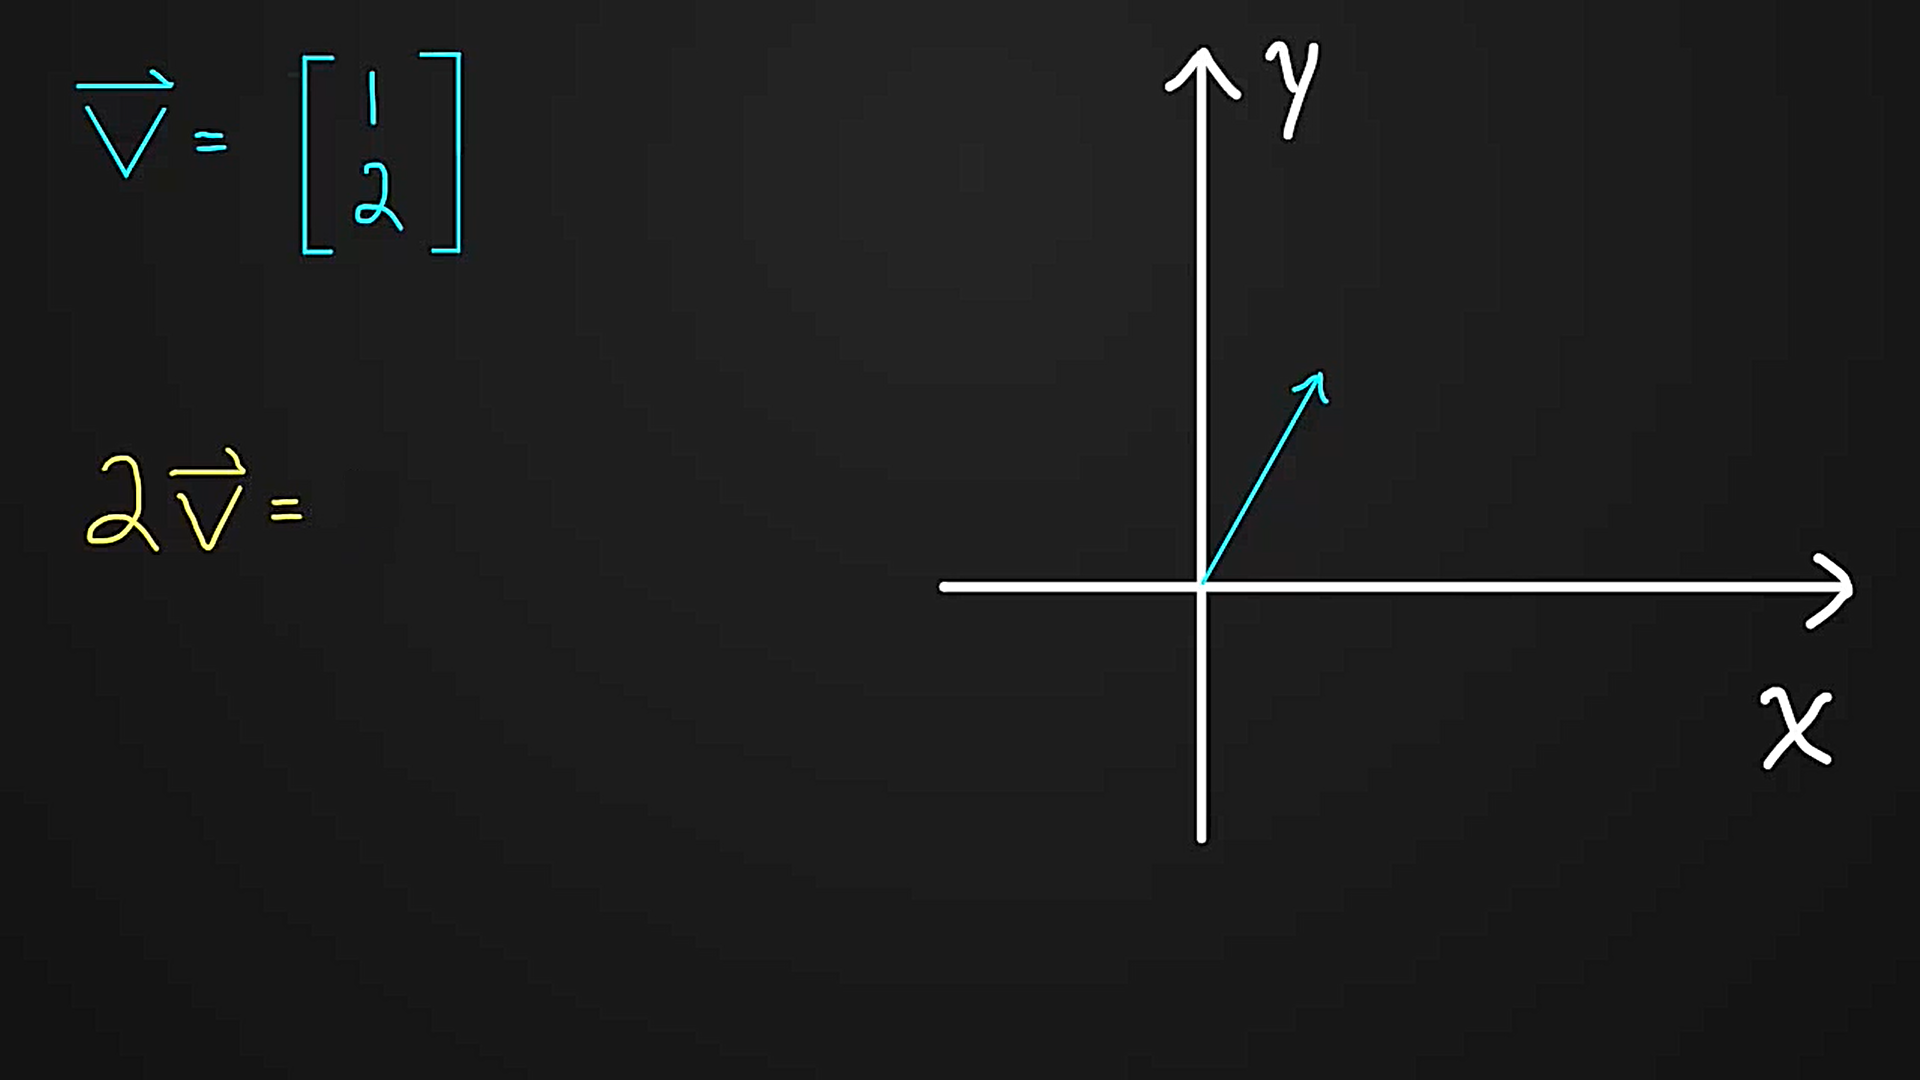 v⃗ = [1 2]
2v⃗ =
y
x